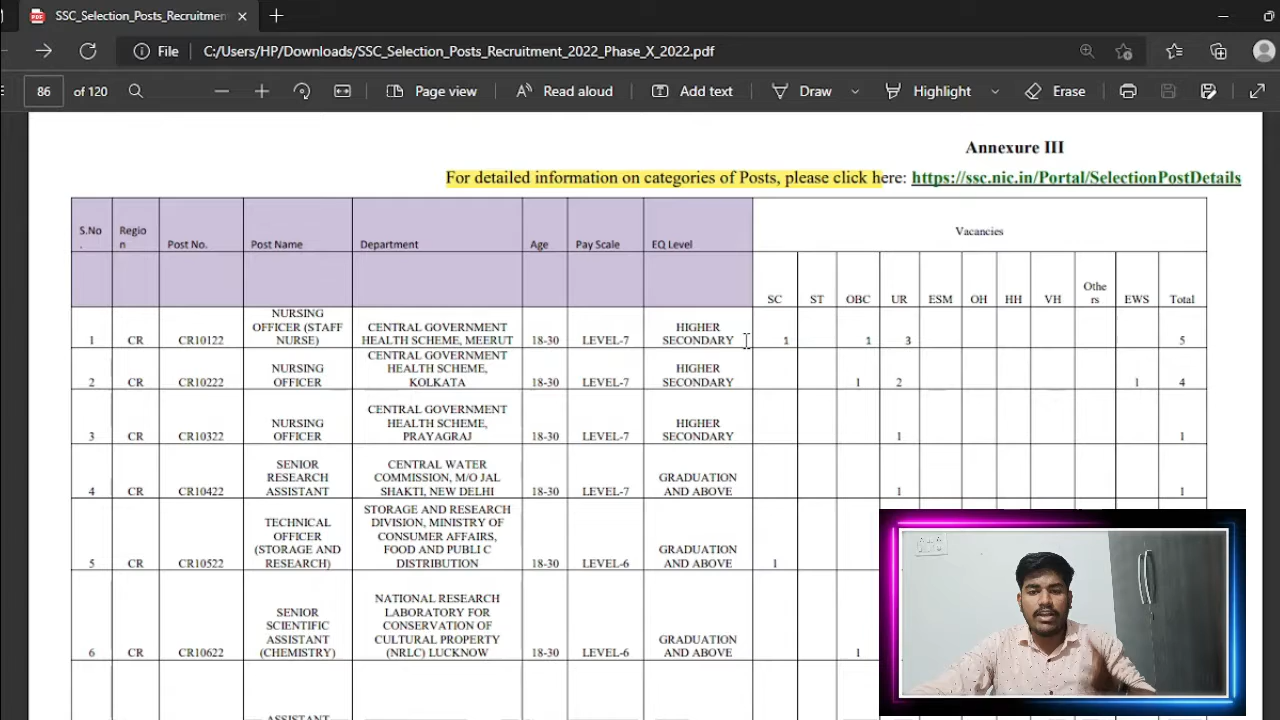 SSC_Selection_Posts_Recruitment
File
C:/Users/HP/Downloads/SSC_Selection_Posts_Recruitment_2022_Phase_X_2022.pdf
86 of 120
Page view
Read aloud
Add text
Draw
Highlight
Erase
Annexure III
For detailed information on categories of Posts, please click here: https://ssc.nic.in/Portal/SelectionPostDetails
S.No
.
Regio
n
Post No.
Post Name
Department
Age
Pay Scale
EQ Level
Vacancies
SC
ST
OBC
UR
ESM
OH
HH
VH
Othe
rs
EWS
Total
1
CR
CR10122
NURSING
OFFICER (STAFF
NURSE)
CENTRAL GOVERNMENT
HEALTH SCHEME, MEERUT
18-30
LEVEL-7
HIGHER
SECONDARY
1
1
3
5
2
CR
CR10222
NURSING
OFFICER
CENTRAL GOVERNMENT
HEALTH SCHEME,
KOLKATA
18-30
LEVEL-7
HIGHER
SECONDARY
1
2
1
4
3
CR
CR10322
NURSING
OFFICER
CENTRAL GOVERNMENT
HEALTH SCHEME,
PRAYAGRAJ
18-30
LEVEL-7
HIGHER
SECONDARY
1
1
4
CR
CR10422
SENIOR
RESEARCH
ASSISTANT
CENTRAL WATER
COMMISSION, M/O JAL
SHAKTI, NEW DELHI
18-30
LEVEL-7
GRADUATION
AND ABOVE
1
1
5
CR
CR10522
TECHNICAL
OFFICER
(STORAGE AND
RESEARCH)
STORAGE AND RESEARCH
DIVISION, MINISTRY OF
CONSUMER AFFAIRS,
FOOD AND PUBLI C
DISTRIBUTION
18-30
LEVEL-6
GRADUATION
AND ABOVE
1
6
CR
CR10622
SENIOR
SCIENTIFIC
ASSISTANT
(CHEMISTRY)
NATIONAL RESEARCH
LABORATORY FOR
CONSERVATION OF
CULTURAL PROPERTY
(NRLC) LUCKNOW
18-30
LEVEL-6
GRADUATION
AND ABOVE
1
ASSISTANT